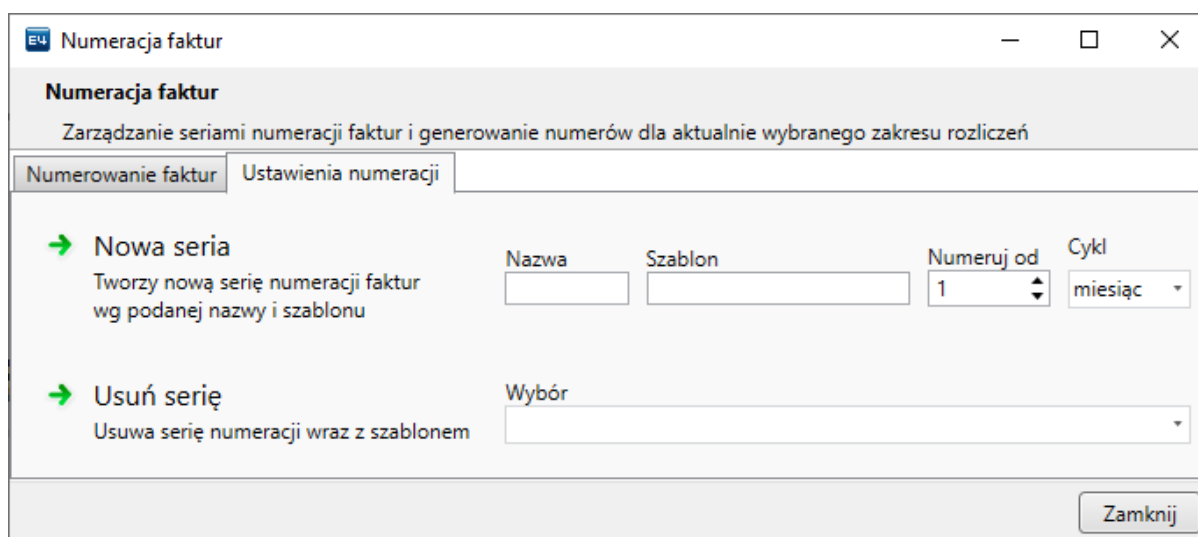 E4 Numeracja faktur
Numeracja faktur
Zarządzanie seriami numeracji faktur i generowanie numerów dla aktualnie wybranego zakresu rozliczeń
Numerowanie faktur Ustawienia numeracji
Nowa seria
Tworzy nową serię numeracji faktur
wg podanej nazwy i szablonu
Nazwa Szablon Numeruj od Cykl
1 miesiąc
Usuń serię
Usuwa serię numeracji wraz z szablonem
Wybór
Zamknij